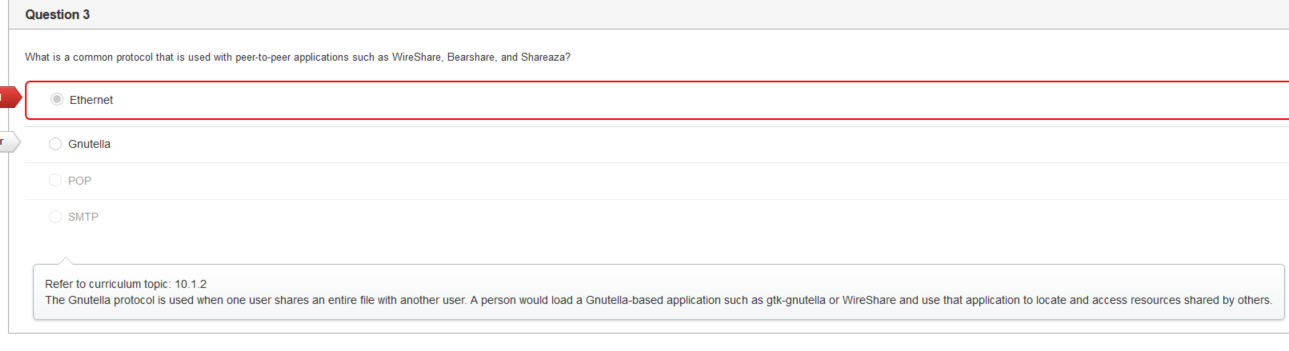 Question 3
What is a common protocol that is used with peer-to-peer applications such as WireShare, Bearshare, and Shareaza?
Ethernet
Gnutella
POP
SMTP
Refer to curriculum topic: 10.1.2
The Gnutella protocol is used when one user shares an entire file with another user. A person would load a Gnutella-based application such as gtk-gnutella or WireShare and use that application to locate and access resources shared by others.